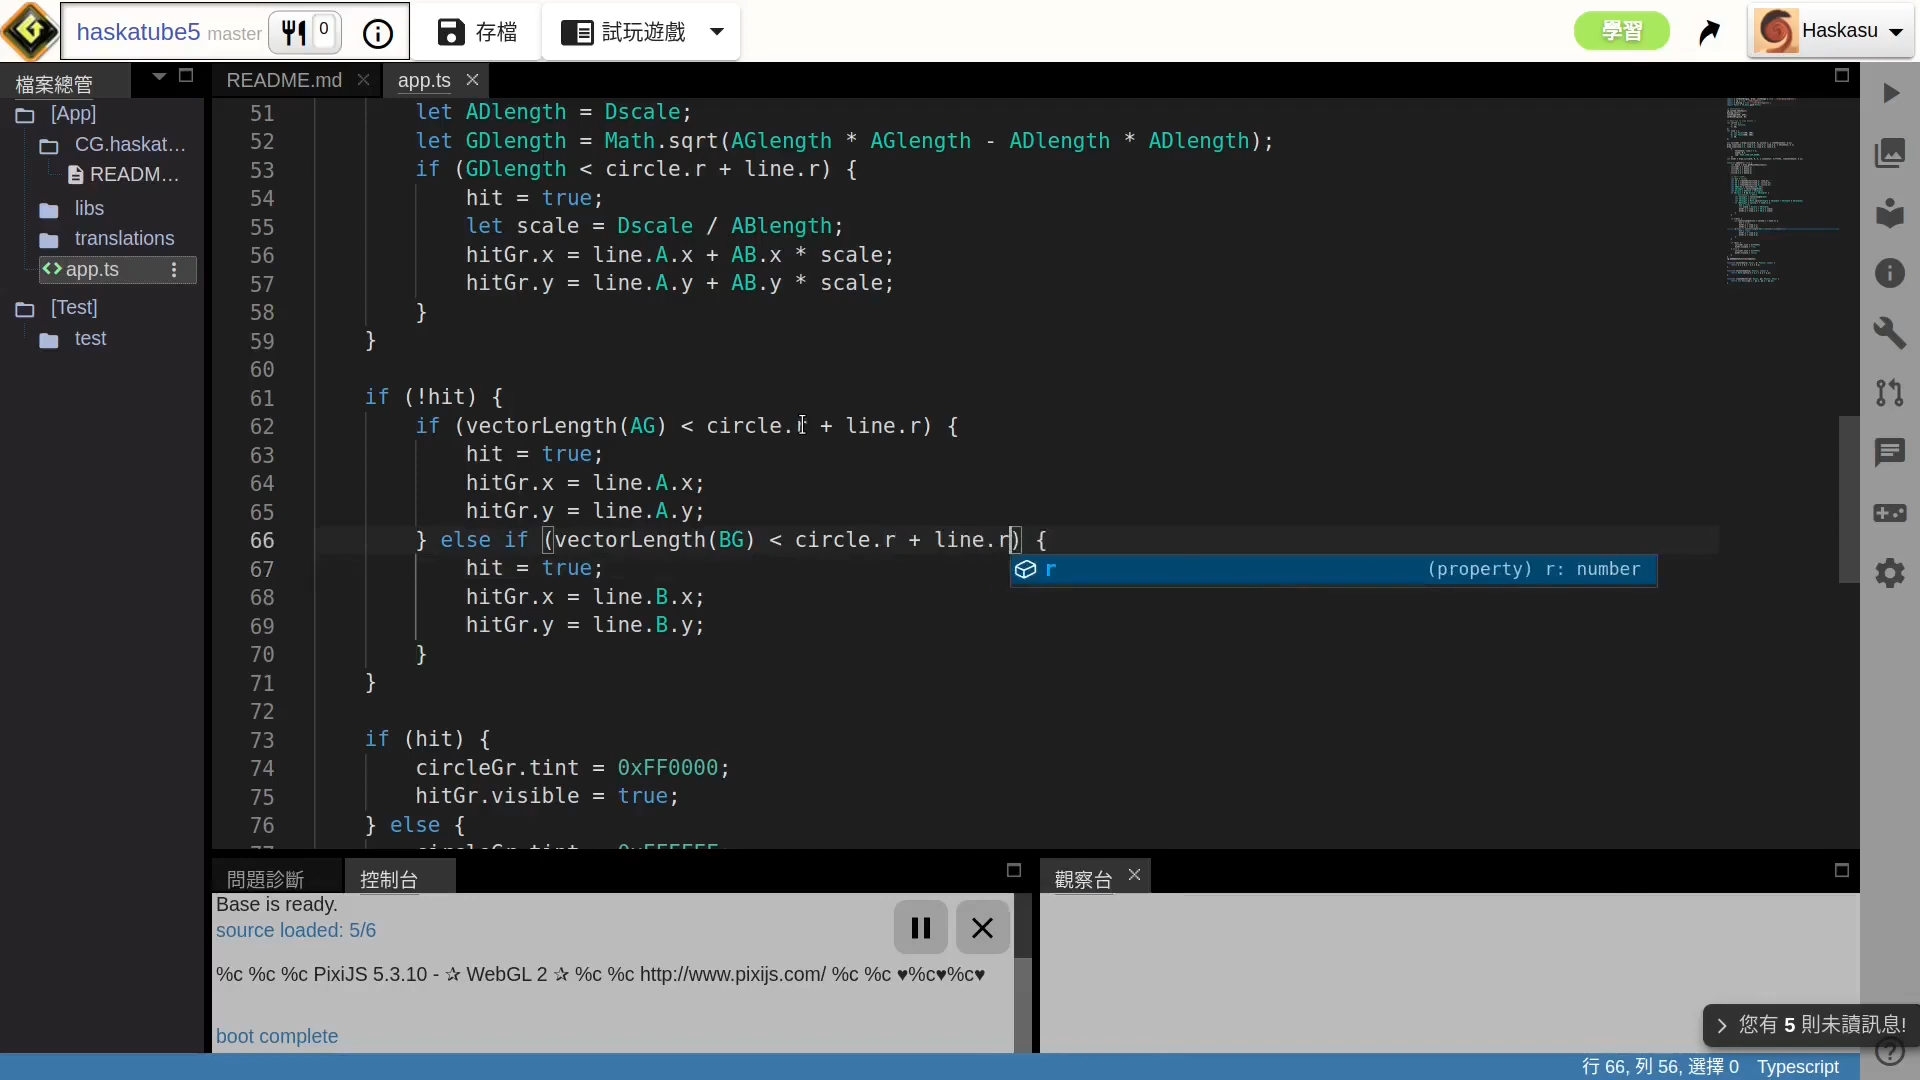 haskatube5 master 0
存檔
試玩遊戲
學習
Haskasu
檔案總管
README.md
app.ts
[App]
CG.haskat...
READM...
libs
translations
app.ts
[Test]
test
51 let ADlength = Dscale;
52 let GDlength = Math.sqrt(AGlength * AGlength - ADlength * ADlength);
53 if (GDlength < circle.r + line.r) {
54 hit = true;
55 let scale = Dscale / ABlength;
56 hitGr.x = line.A.x + AB.x * scale;
57 hitGr.y = line.A.y + AB.y * scale;
58 }
59 }
60
61 if (!hit) {
62 if (vectorLength(AG) < circle.r + line.r) {
63 hit = true;
64 hitGr.x = line.A.x;
65 hitGr.y = line.A.y;
66 } else if (vectorLength(BG) < circle.r + line.r) {
67 hit = true;
r (property) r: number
68 hitGr.x = line.B.x;
69 hitGr.y = line.B.y;
70 }
71 }
72
73 if (hit) {
74 circleGr.tint = 0xFF0000;
75 hitGr.visible = true;
76 } else {
問題診斷
控制台
觀察台
Base is ready.
source loaded: 5/6
%c %c %c PixiJS 5.3.10 - ✰ WebGL 2 ✰ %c %c http://www.pixijs.com/ %c %c ♥%c♥%c♥
boot complete
您有 5 則未讀訊息!
行 66, 列 56, 選擇 0 Typescript